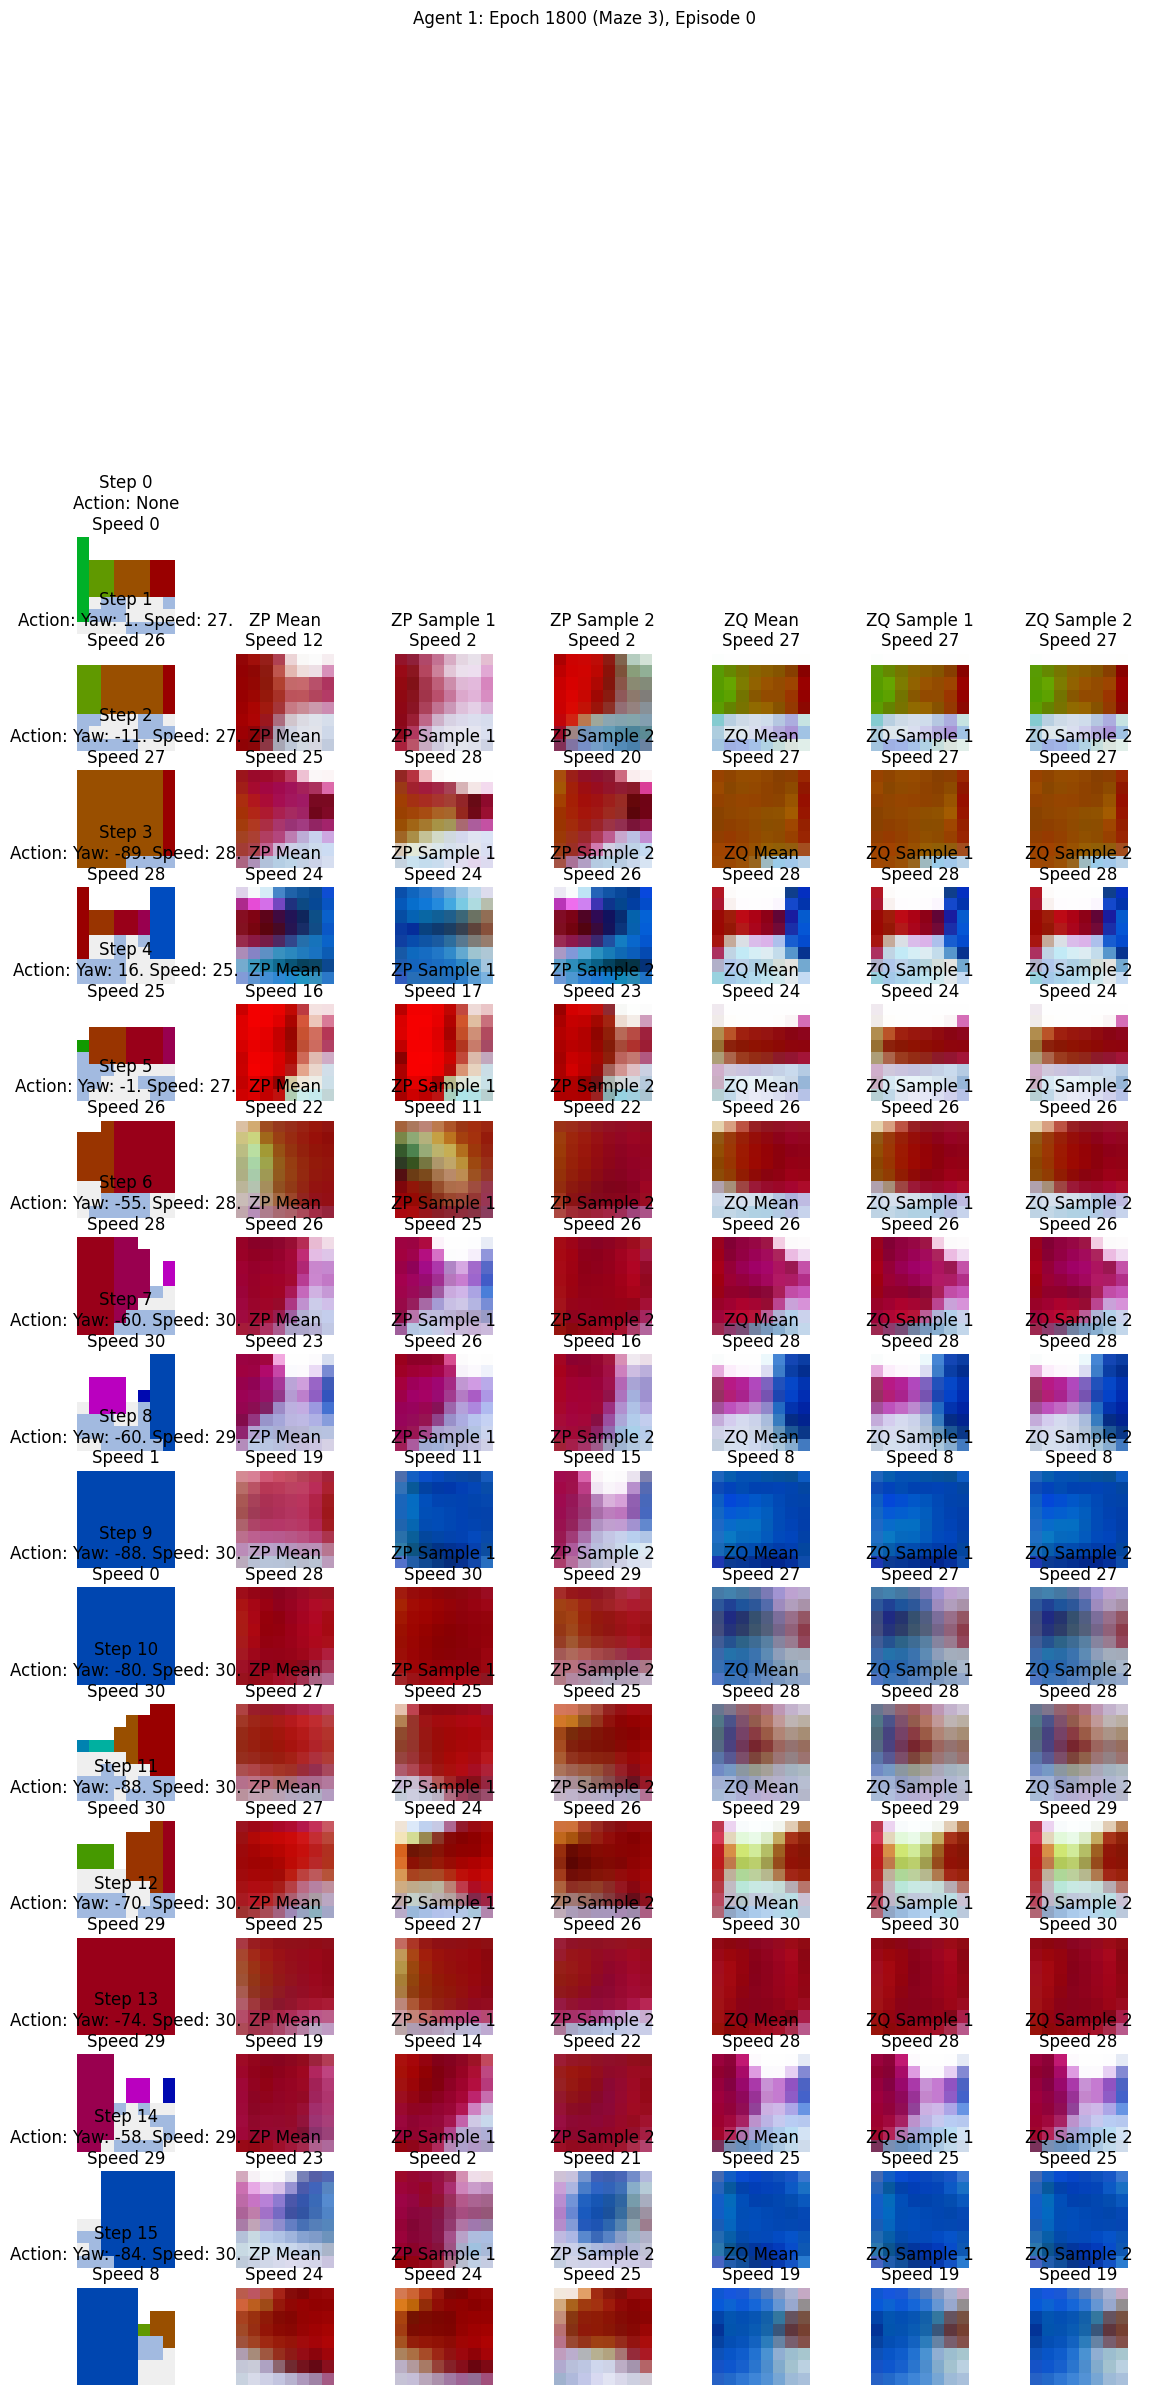 Agent 1: Epoch 1800 (Maze 3), Episode 0
Step 0
Action: None
Speed 0
Step 1
Action: Yaw: 1. Speed: 27.
Speed 26
ZP Mean
Speed 12
ZP Sample 1
Speed 2
ZP Sample 2
Speed 2
ZQ Mean
Speed 27
ZQ Sample 1
Speed 27
ZQ Sample 2
Speed 27
Step 2
Action: Yaw: -11. Speed: 27.
Speed 27
ZP Mean
Speed 25
ZP Sample 1
Speed 28
ZP Sample 2
Speed 20
ZQ Mean
Speed 27
ZQ Sample 1
Speed 27
ZQ Sample 2
Speed 27
Step 3
Action: Yaw: -89. Speed: 28.
Speed 28
ZP Mean
Speed 24
ZP Sample 1
Speed 24
ZP Sample 2
Speed 26
ZQ Mean
Speed 28
ZQ Sample 1
Speed 28
ZQ Sample 2
Speed 28
Step 4
Action: Yaw: 16. Speed: 25.
Speed 25
ZP Mean
Speed 16
ZP Sample 1
Speed 17
ZP Sample 2
Speed 23
ZQ Mean
Speed 24
ZQ Sample 1
Speed 24
ZQ Sample 2
Speed 24
Step 5
Action: Yaw: -1. Speed: 27.
Speed 26
ZP Mean
Speed 22
ZP Sample 1
Speed 11
ZP Sample 2
Speed 22
ZQ Mean
Speed 26
ZQ Sample 1
Speed 26
ZQ Sample 2
Speed 26
Step 6
Action: Yaw: -55. Speed: 28.
Speed 28
ZP Mean
Speed 26
ZP Sample 1
Speed 25
ZP Sample 2
Speed 26
ZQ Mean
Speed 26
ZQ Sample 1
Speed 26
ZQ Sample 2
Speed 26
Step 7
Action: Yaw: -60. Speed: 30.
Speed 30
ZP Mean
Speed 23
ZP Sample 1
Speed 26
ZP Sample 2
Speed 16
ZQ Mean
Speed 28
ZQ Sample 1
Speed 28
ZQ Sample 2
Speed 28
Step 8
Action: Yaw: -60. Speed: 29.
Speed 1
ZP Mean
Speed 19
ZP Sample 1
Speed 11
ZP Sample 2
Speed 15
ZQ Mean
Speed 8
ZQ Sample 1
Speed 8
ZQ Sample 2
Speed 8
Step 9
Action: Yaw: -88. Speed: 30.
Speed 0
ZP Mean
Speed 28
ZP Sample 1
Speed 30
ZP Sample 2
Speed 29
ZQ Mean
Speed 27
ZQ Sample 1
Speed 27
ZQ Sample 2
Speed 27
Step 10
Action: Yaw: -80. Speed: 30.
Speed 30
ZP Mean
Speed 27
ZP Sample 1
Speed 25
ZP Sample 2
Speed 25
ZQ Mean
Speed 28
ZQ Sample 1
Speed 28
ZQ Sample 2
Speed 28
Step 11
Action: Yaw: -88. Speed: 30.
Speed 30
ZP Mean
Speed 27
ZP Sample 1
Speed 24
ZP Sample 2
Speed 26
ZQ Mean
Speed 29
ZQ Sample 1
Speed 29
ZQ Sample 2
Speed 29
Step 12
Action: Yaw: -70. Speed: 30.
Speed 29
ZP Mean
Speed 25
ZP Sample 1
Speed 27
ZP Sample 2
Speed 26
ZQ Mean
Speed 30
ZQ Sample 1
Speed 30
ZQ Sample 2
Speed 30
Step 13
Action: Yaw: -74. Speed: 30.
Speed 29
ZP Mean
Speed 19
ZP Sample 1
Speed 14
ZP Sample 2
Speed 22
ZQ Mean
Speed 28
ZQ Sample 1
Speed 28
ZQ Sample 2
Speed 28
Step 14
Action: Yaw: -58. Speed: 29.
Speed 29
ZP Mean
Speed 23
ZP Sample 1
Speed 2
ZP Sample 2
Speed 21
ZQ Mean
Speed 25
ZQ Sample 1
Speed 25
ZQ Sample 2
Speed 25
Step 15
Action: Yaw: -84. Speed: 30.
Speed 8
ZP Mean
Speed 24
ZP Sample 1
Speed 24
ZP Sample 2
Speed 25
ZQ Mean
Speed 19
ZQ Sample 1
Speed 19
ZQ Sample 2
Speed 19